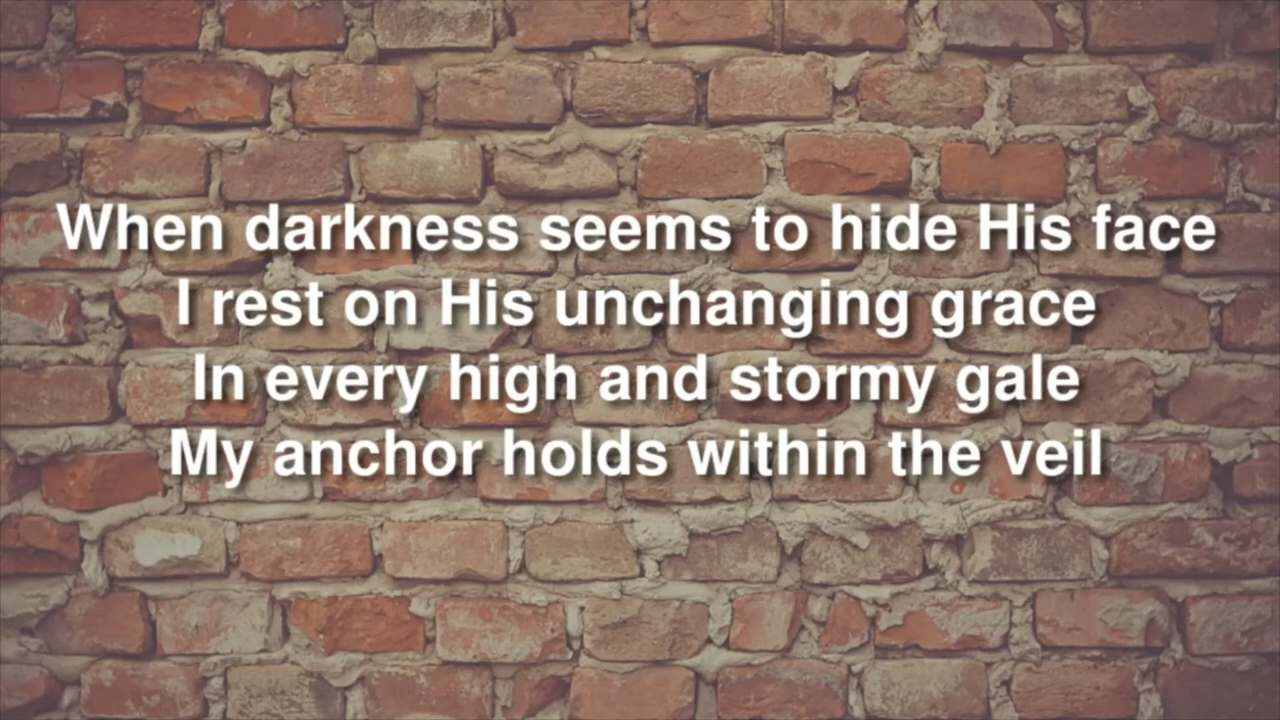 When darkness seems to hide His face
I rest on His unchanging grace
In every high and stormy gale
My anchor holds within the veil